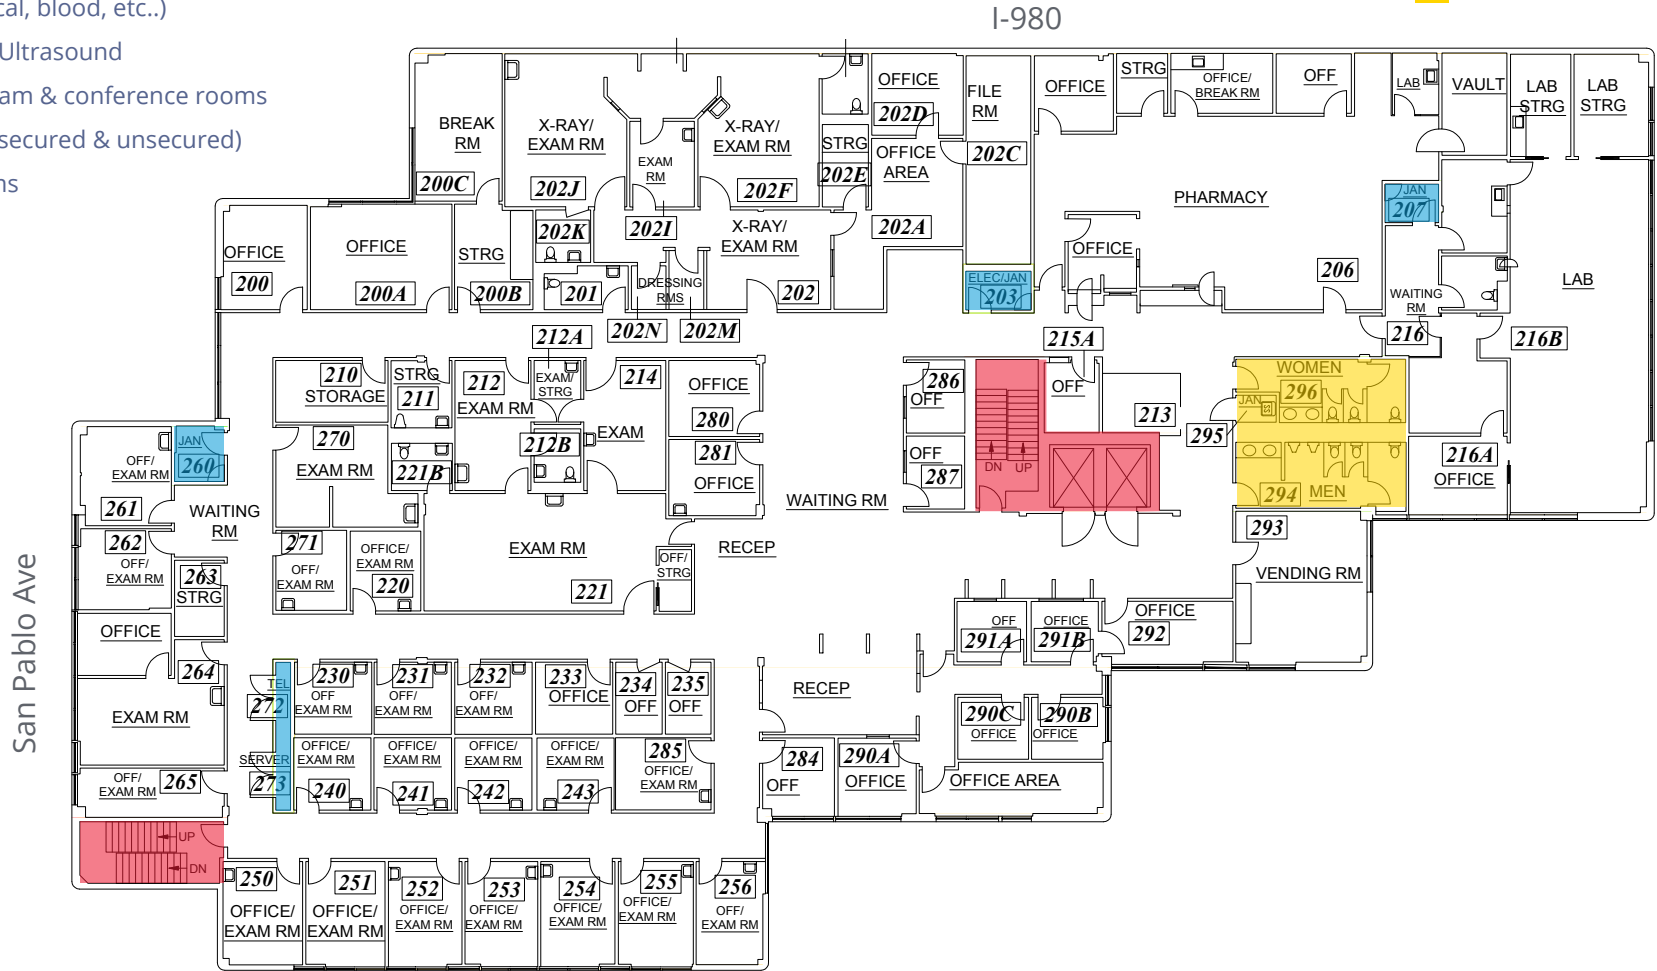 cal, blood, etc..)
Ultrasound
am & conference rooms
secured & unsecured)
ns
I-980
San Pablo Ave
BREAK
RM
200C
X-RAY/
EXAM RM
202J
EXAM
RM
202I
X-RAY/
EXAM RM
202F
STRG
202E
OFFICE
202D
OFFICE
AREA
202A
FILE
RM
202C
OFFICE
STRG
OFFICE/
BREAK RM
OFF
LAB
VAULT
LAB
STRG
LAB
STRG
OFFICE
200
OFFICE
200A
STRG
200B
202K
201
DRESSING
RMS
202N
202M
X-RAY/
EXAM RM
202
ELEC/JAN
203
OFFICE
PHARMACY
206
JAN
207
WAITING
RM
216
LAB
216B
212A
215A
210
STORAGE
STRG
211
212
EXAM RM
EXAM/
STRG
214
OFFICE
280
286
OFF
OFF
213
WOMEN
296
JAN
295
270
EXAM RM
221B
212B
EXAM
281
OFFICE
OFF
287
DN
UP
294
MEN
216A
OFFICE
JAN
260
OFF/
EXAM RM
261
WAITING
RM
WAITING RM
262
OFF/
EXAM RM
263
STRG
271
OFF/
EXAM RM
OFFICE/
EXAM RM
220
EXAM RM
221
OFF/
STRG
RECEP
293
VENDING RM
OFFICE
264
EXAM RM
OFF
291A
OFFICE
291B
OFFICE
292
TEL
272
230
OFF
EXAM RM
231
OFF/
EXAM RM
232
OFF/
EXAM RM
233
OFFICE
234
OFF
235
OFF
RECEP
290C
OFFICE
290B
OFFICE
OFF/
EXAM RM
265
SERVER
273
OFFICE/
EXAM RM
240
OFFICE/
EXAM RM
241
OFFICE/
EXAM RM
242
OFFICE/
EXAM RM
243
285
OFFICE/
EXAM RM
284
OFF
290A
OFFICE
OFFICE AREA
UP
DN
250
OFFICE/
EXAM RM
251
OFFICE/
EXAM RM
252
OFFICE/
EXAM RM
253
OFFICE/
EXAM RM
254
OFFICE/
EXAM RM
255
OFFICE/
EXAM RM
256
OFF/
EXAM RM